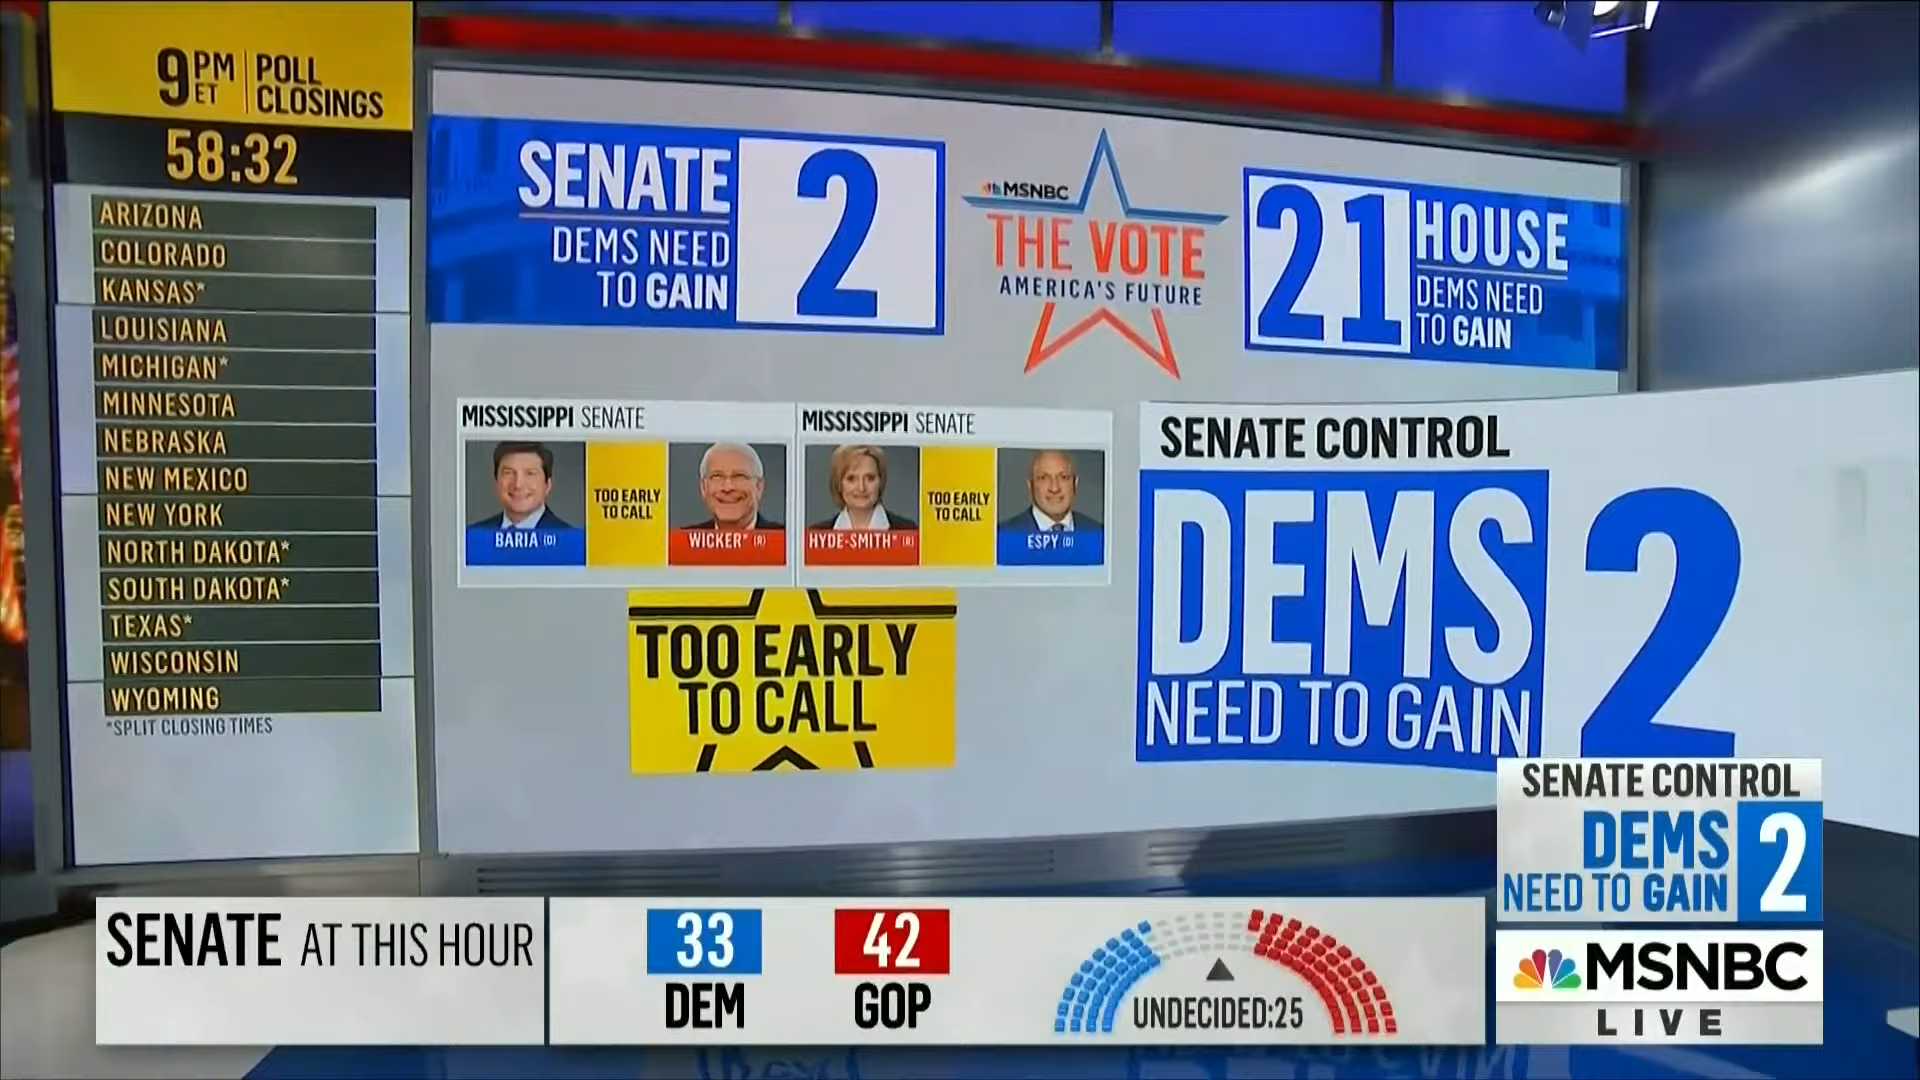 9 PM ET POLL CLOSINGS
58:32
ARIZONA
COLORADO
KANSAS*
LOUISIANA
MICHIGAN*
MINNESOTA
NEBRASKA
NEW MEXICO
NEW YORK
NORTH DAKOTA*
SOUTH DAKOTA*
TEXAS*
WISCONSIN
WYOMING
*SPLIT CLOSING TIMES
SENATE
DEMS NEED
TO GAIN
2
MSNBC
THE VOTE
AMERICA'S FUTURE
21
HOUSE
DEMS NEED
TO GAIN
MISSISSIPPI SENATE
TOO EARLY
TO CALL
BARIA (D)
WICKER* (R)
MISSISSIPPI SENATE
TOO EARLY
TO CALL
HYDE-SMITH* (R)
ESPY (D)
TOO EARLY
TO CALL
SENATE CONTROL
DEMS
NEED TO GAIN
2
SENATE CONTROL
DEMS
NEED TO GAIN
2
SENATE AT THIS HOUR
33
DEM
42
GOP
UNDECIDED:25
MSNBC
LIVE